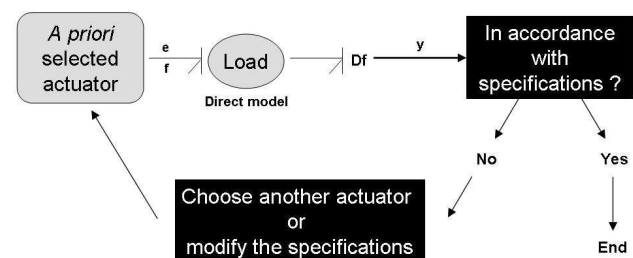 A priori
selected
actuator
e
f
Load
Direct model
Df
y
In accordance
with
specifications ?
No
Yes
Choose another actuator
or
modify the specifications
End